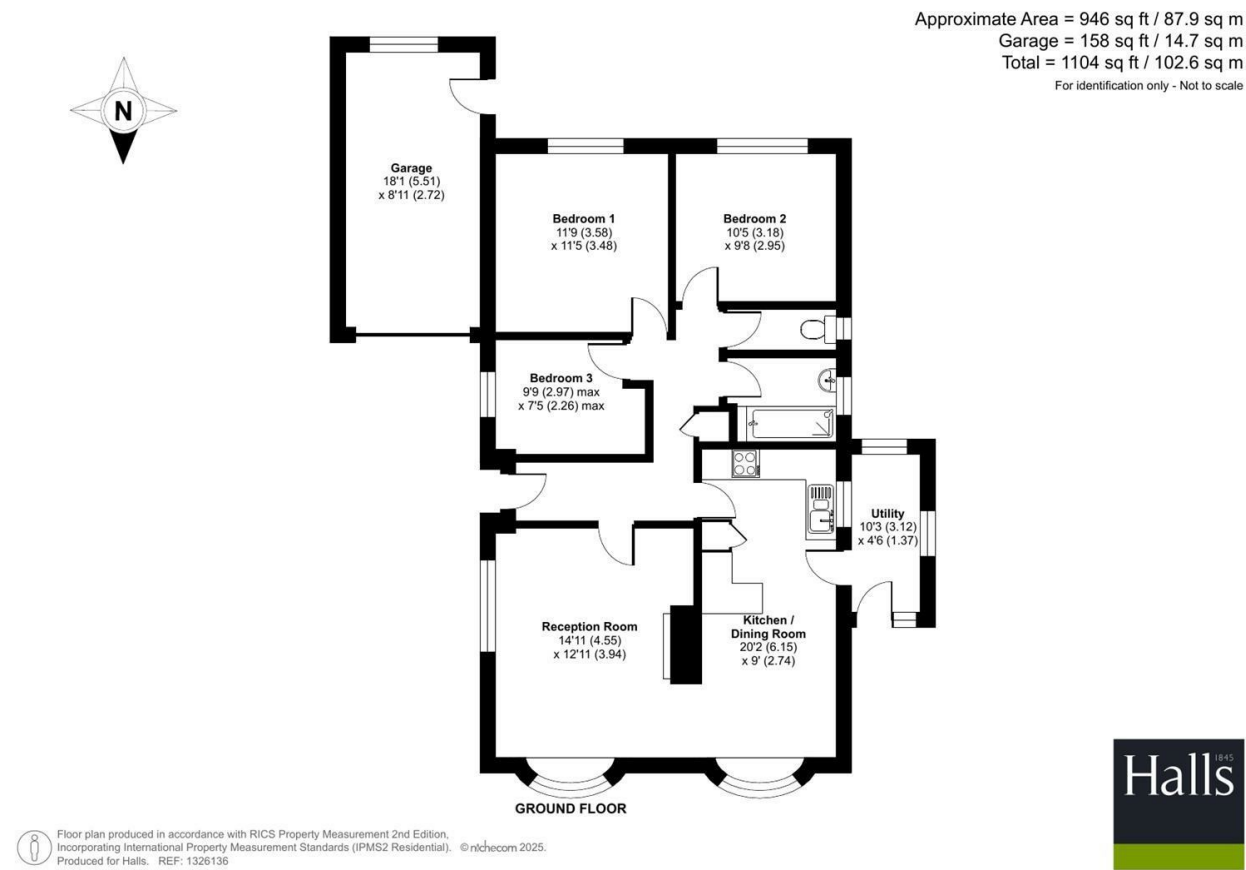 Approximate Area = 946 sq ft / 87.9 sq m
Garage = 158 sq ft / 14.7 sq m
Total = 1104 sq ft / 102.6 sq m
For identification only - Not to scale
N
Garage
18'1 (5.51)
x 8'11 (2.72)
Bedroom 1
11'9 (3.58)
x 11'5 (3.48)
Bedroom 2
10'5 (3.18)
x 9'8 (2.95)
Bedroom 3
9'9 (2.97) max
x 7'5 (2.26) max
Utility
10'3 (3.12)
x 4'6 (1.37)
Reception Room
14'11 (4.55)
x 12'11 (3.94)
Kitchen /
Dining Room
20'2 (6.15)
x 9' (2.74)
GROUND FLOOR
1845
Halls
Floor plan produced in accordance with RICS Property Measurement 2nd Edition,
Incorporating International Property Measurement Standards (IPMS2 Residential). ©nichecom 2025.
Produced for Halls. REF: 1326136